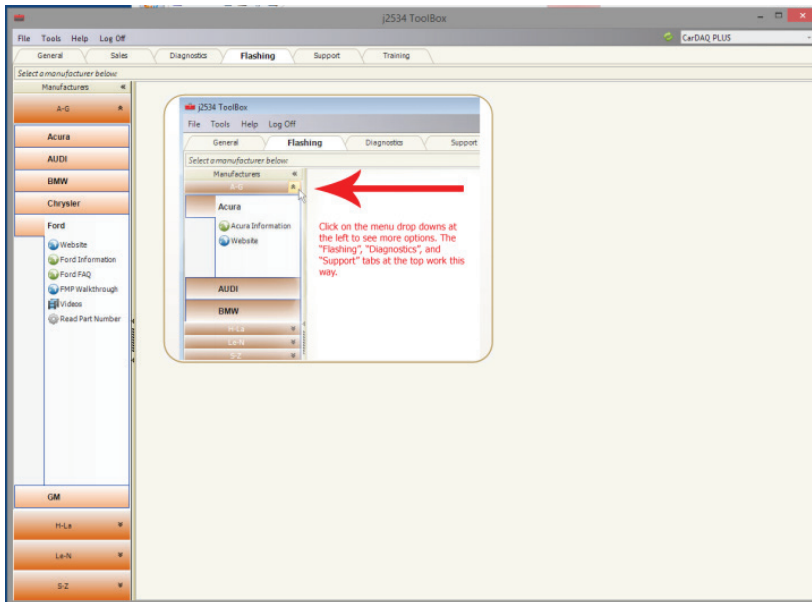 j2534 ToolBox
File Tools Help Log Off
CarDAQ PLUS
General Sales Diagnostics Flashing Support Training
Select a manufacturer below
Manufacturers
A-G
Acura
AUDI
BMW
Chrysler
Ford
Website
Ford Information
Ford FAQ
FMP Walkthrough
Videos
Read Part Number
GM
H-La
Le-N
S-Z
j2534 ToolBox
File Tools Help Log Off
General Flashing Diagnostics Support
Select a manufacturer below
Manufacturers
A-G
Acura
Acura Information
Website
AUDI
BMW
H-La
Le-N
S-Z
Click on the menu drop downs at
the left to see more options. The
"Flashing", "Diagnostics", and
"Support" tabs at the top work this
way.